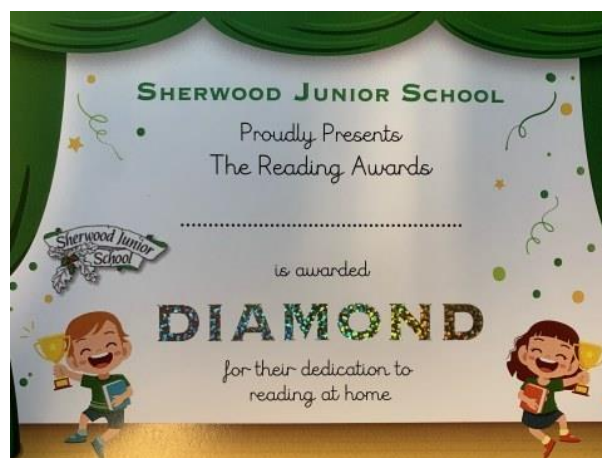 SHERWOOD JUNIOR SCHOOL
Proudly Presents
The Reading Awards
..................................................
Sherwood Junior
School
is awarded
DIAMOND
for their dedication to
reading at home